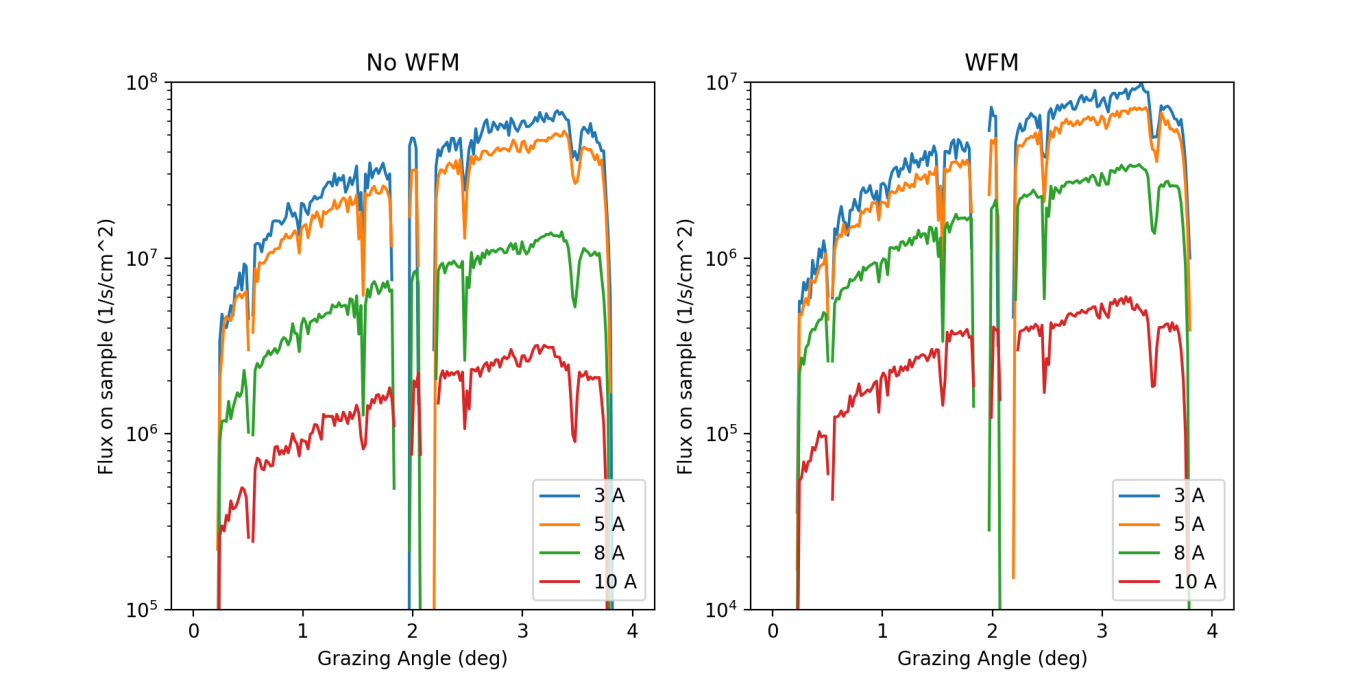 No WFM
10^8
10^7
10^6
10^5
Flux on sample (1/s/cm^2)
0 1 2 3 4
Grazing Angle (deg)
3 A
5 A
8 A
10 A
WFM
10^7
10^6
10^5
10^4
Flux on sample (1/s/cm^2)
0 1 2 3 4
Grazing Angle (deg)
3 A
5 A
8 A
10 A